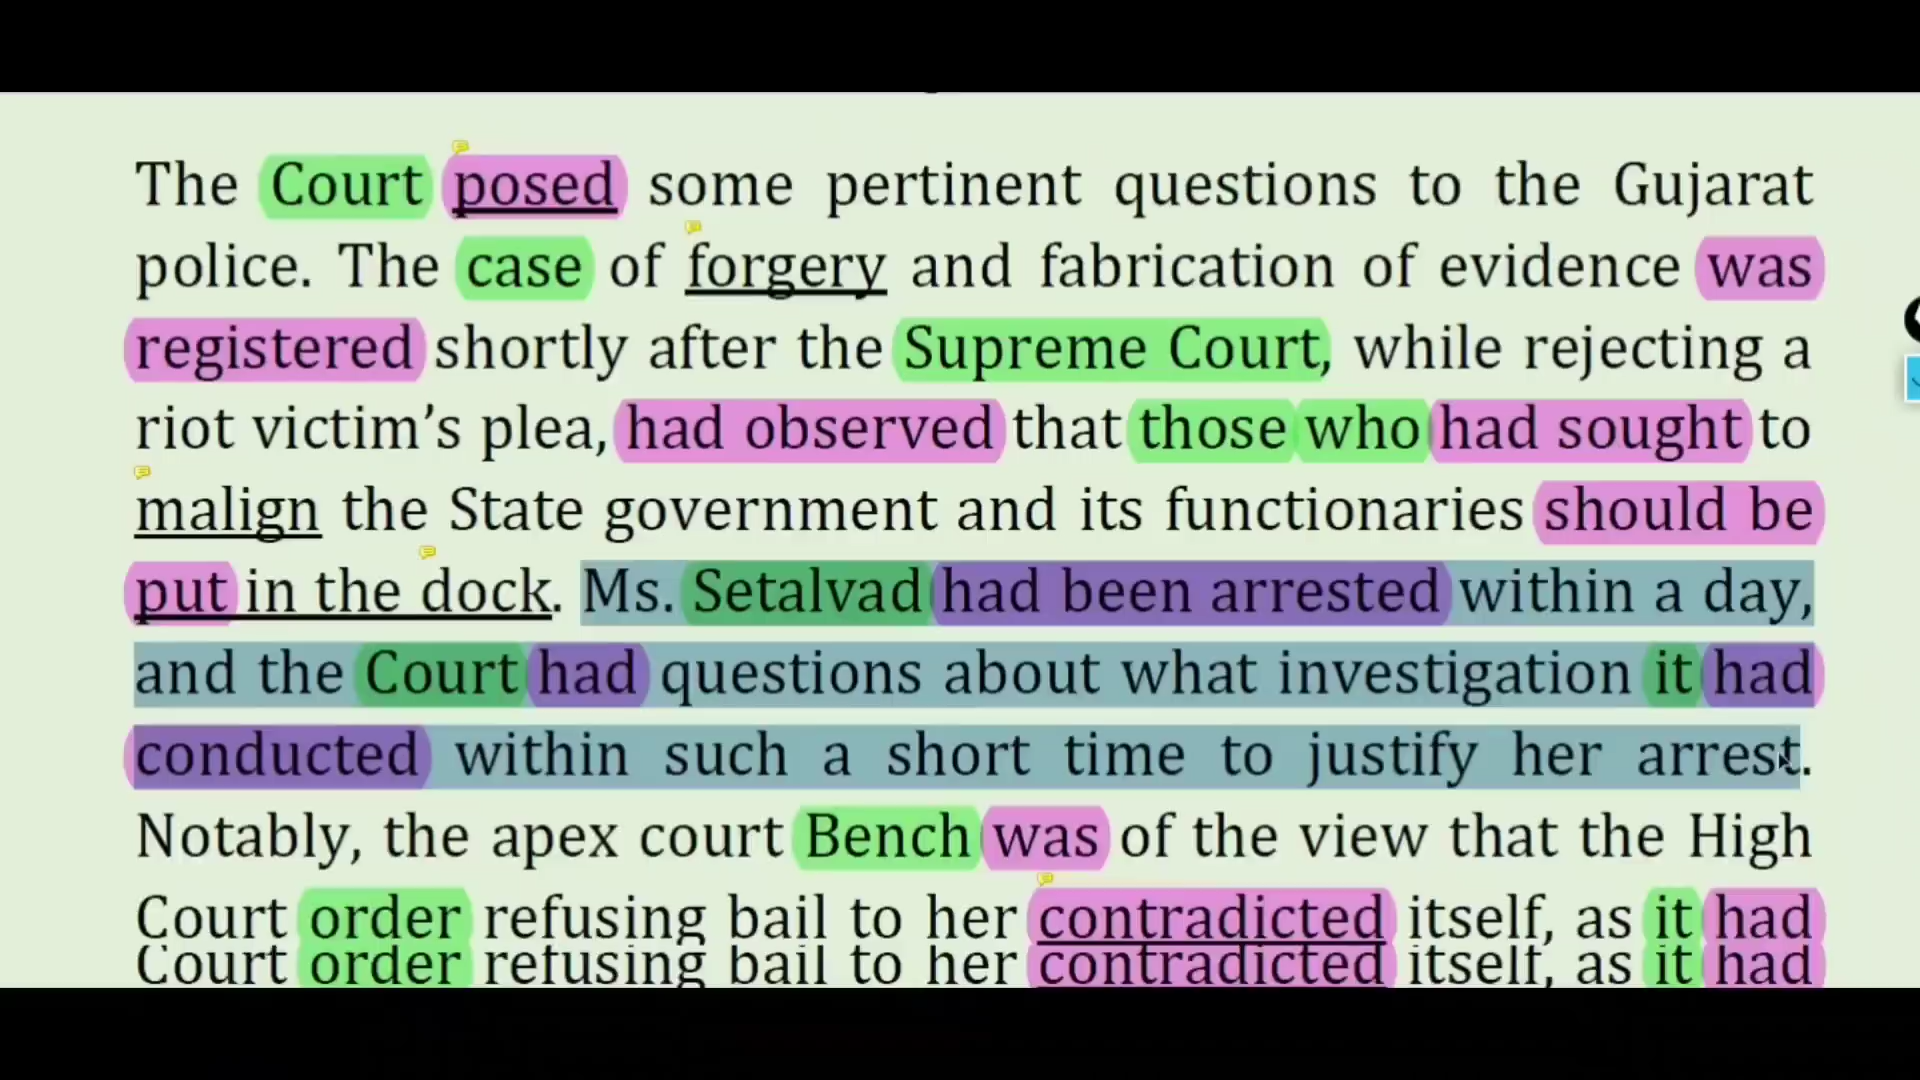 The Court posed some pertinent questions to the Gujarat
police. The case of forgery and fabrication of evidence was
registered shortly after the Supreme Court, while rejecting a
riot victim’s plea, had observed that those who had sought to
malign the State government and its functionaries should be
put in the dock. Ms. Setalvad had been arrested within a day,
and the Court had questions about what investigation it had
conducted within such a short time to justify her arrest.
Notably, the apex court Bench was of the view that the High
Court order refusing bail to her contradicted itself, as it had
Court order refusing bail to her contradicted itself, as it had